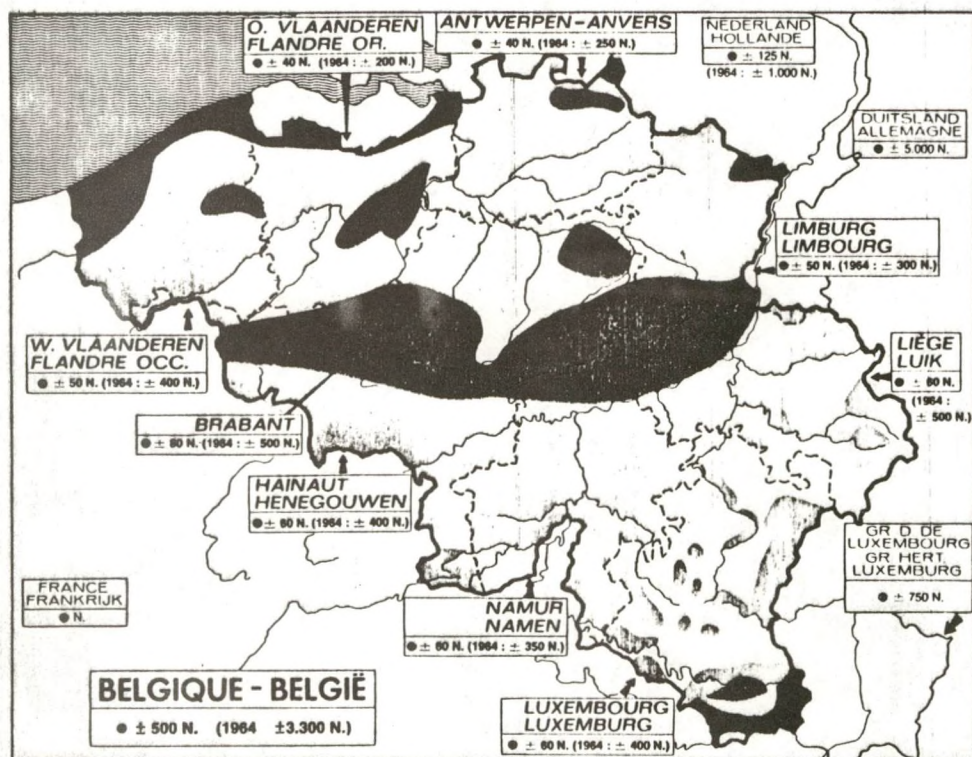 O. VLAANDEREN
FLANDRE OR.
● ± 40 N. (1964 : ± 200 N.)
ANTWERPEN-ANVERS
● ± 40 N. (1964 : ± 250 N.)
NEDERLAND
HOLLANDE
● ± 125 N.
(1964 : ± 1.000 N.)
DUITSLAND
ALLEMAGNE
● ± 5.000 N.
LIMBURG
LIMBOURG
● ± 50 N. (1964 : ± 300 N.)
W. VLAANDEREN
FLANDRE OCC.
● ± 50 N. (1964 : ± 400 N.)
LIÈGE
LUIK
● ± 60 N.
(1964 :
± 500 N.)
BRABANT
● ± 80 N. (1964 : ± 500 N.)
HAINAUT
HENEGOUWEN
● ± 60 N. (1964 : ± 400 N.)
GR D. DE
LUXEMBOURG
GR HERT.
LUXEMBURG
● ± 750 N.
FRANCE
FRANKRIJK
● N.
NAMUR
NAMEN
● ± 60 N. (1964 : ± 350 N.)
BELGIQUE - BELGIË
● ± 500 N. (1964 ±3.300 N.)
LUXEMBOURG
LUXEMBURG
● ± 60 N. (1964 : ± 400 N.)